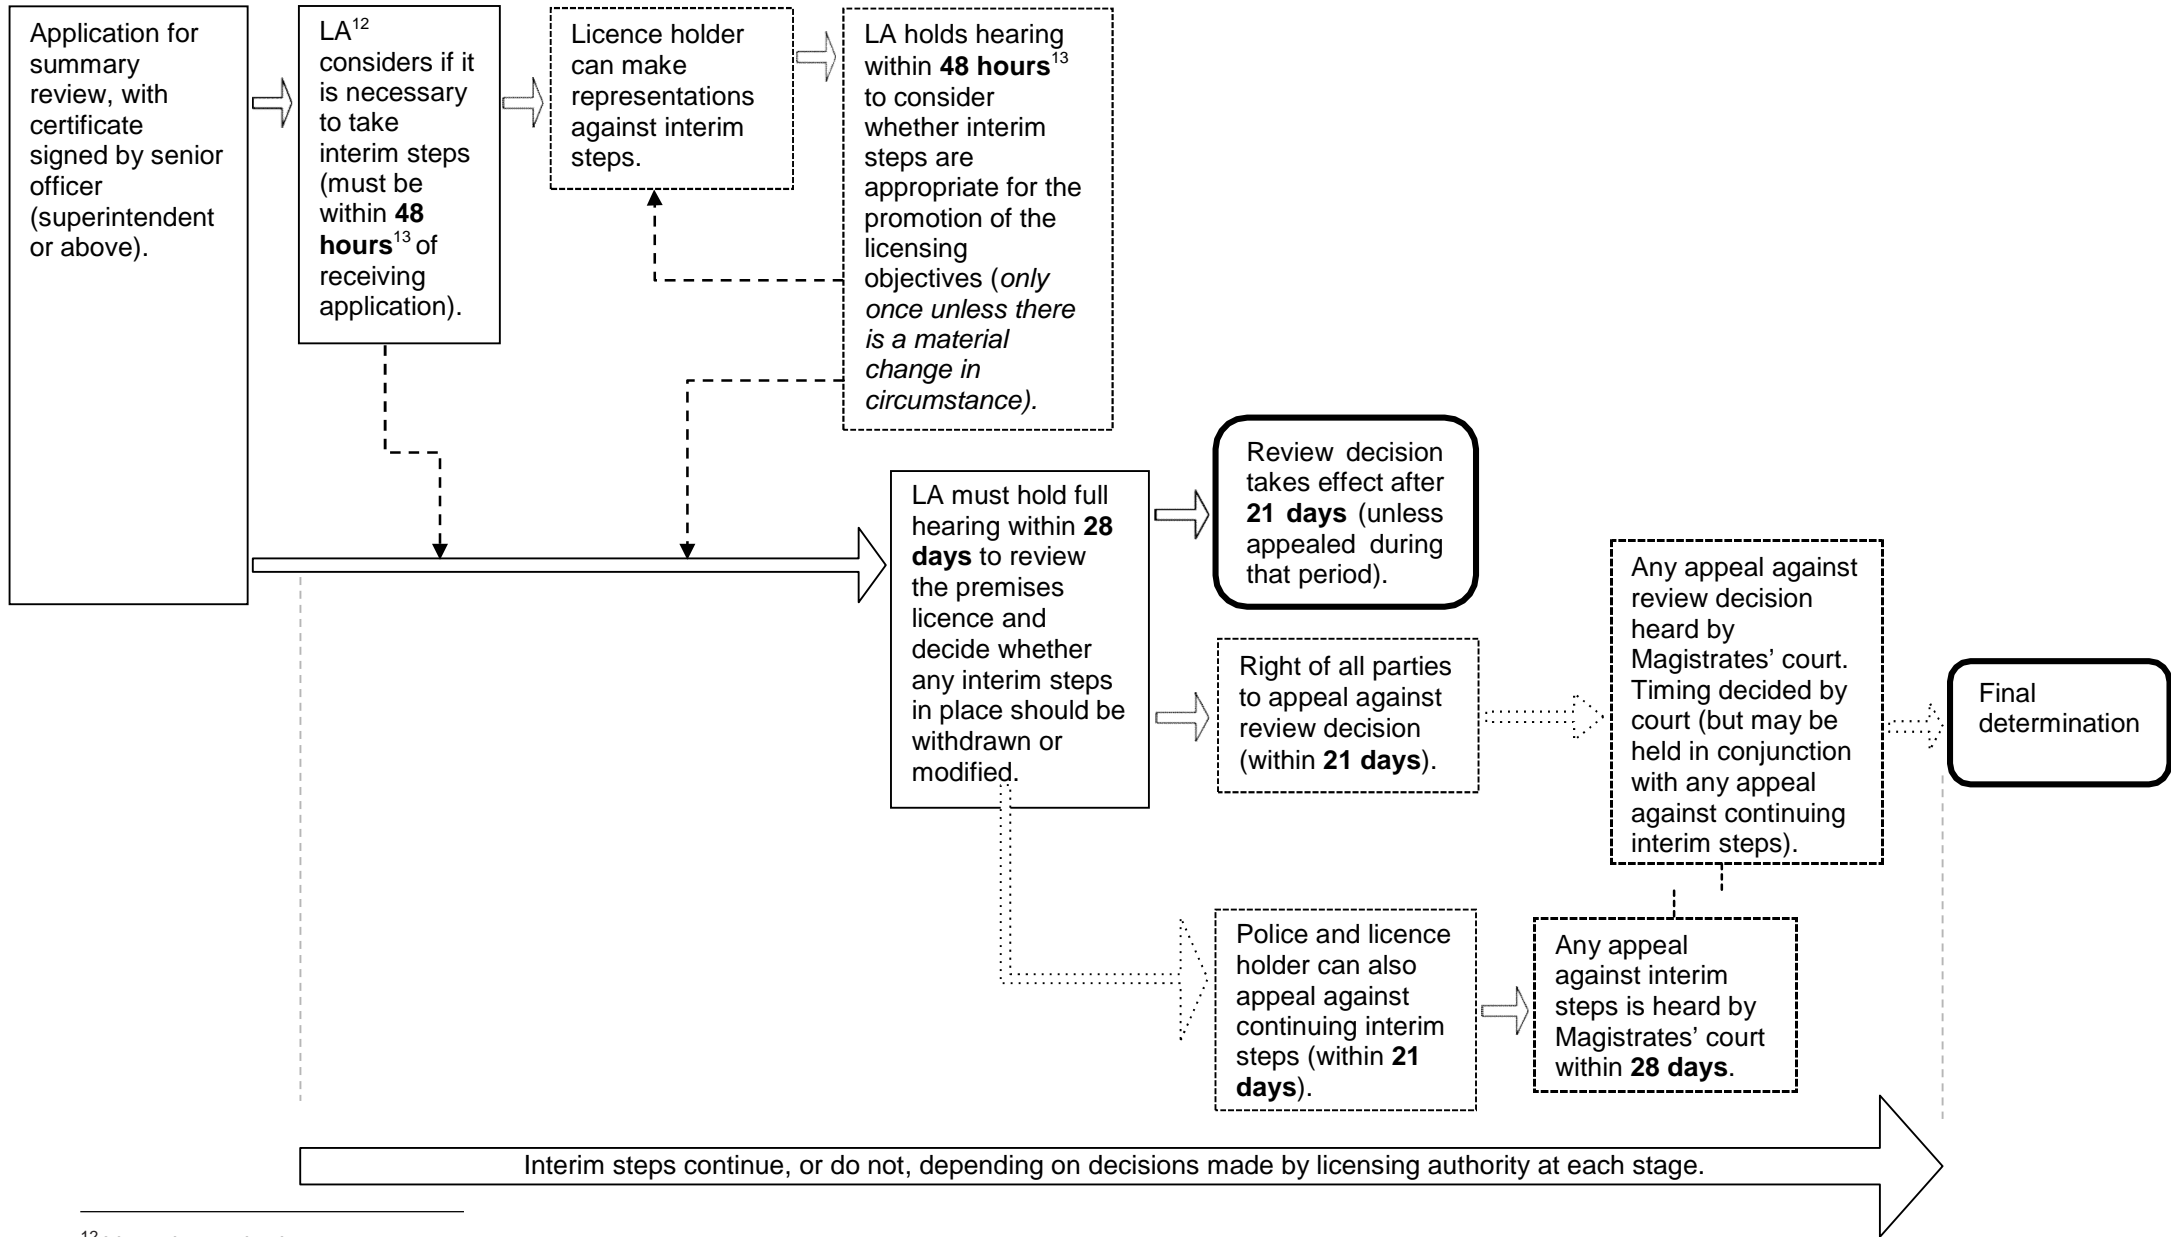 Application for
summary
review, with
certificate
signed by senior
officer
(superintendent
or above).
LA12
considers if it
is necessary
to take
interim steps
(must be
within 48
hours13 of
receiving
application).
Licence holder
can make
representations
against interim
steps.
LA holds hearing
within 48 hours13
to consider
whether interim
steps are
appropriate for the
promotion of the
licensing
objectives (only
once unless there
is a material
change in
circumstance).
LA must hold full
hearing within 28
days to review
the premises
licence and
decide whether
any interim steps
in place should be
withdrawn or
modified.
Review decision
takes effect after
21 days (unless
appealed during
that period).
Right of all parties
to appeal against
review decision
(within 21 days).
Any appeal against
review decision
heard by
Magistrates’ court.
Timing decided by
court (but may be
held in conjunction
with any appeal
against continuing
interim steps).
Final
determination
Police and licence
holder can also
appeal against
continuing interim
steps (within 21
days).
Any appeal
against interim
steps is heard by
Magistrates’ court
within 28 days.
Interim steps continue, or do not, depending on decisions made by licensing authority at each stage.
12